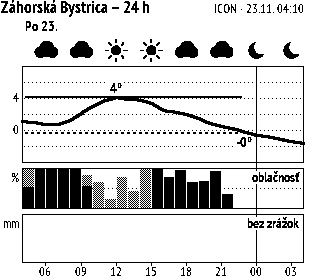 Záhorská Bystrica – 24 h
ICON · 23.11. 04:10
Po 23.
4°
4
0
-0°
%
oblačnosť
mm
bez zrážok
06 09 12 15 18 21 00 03